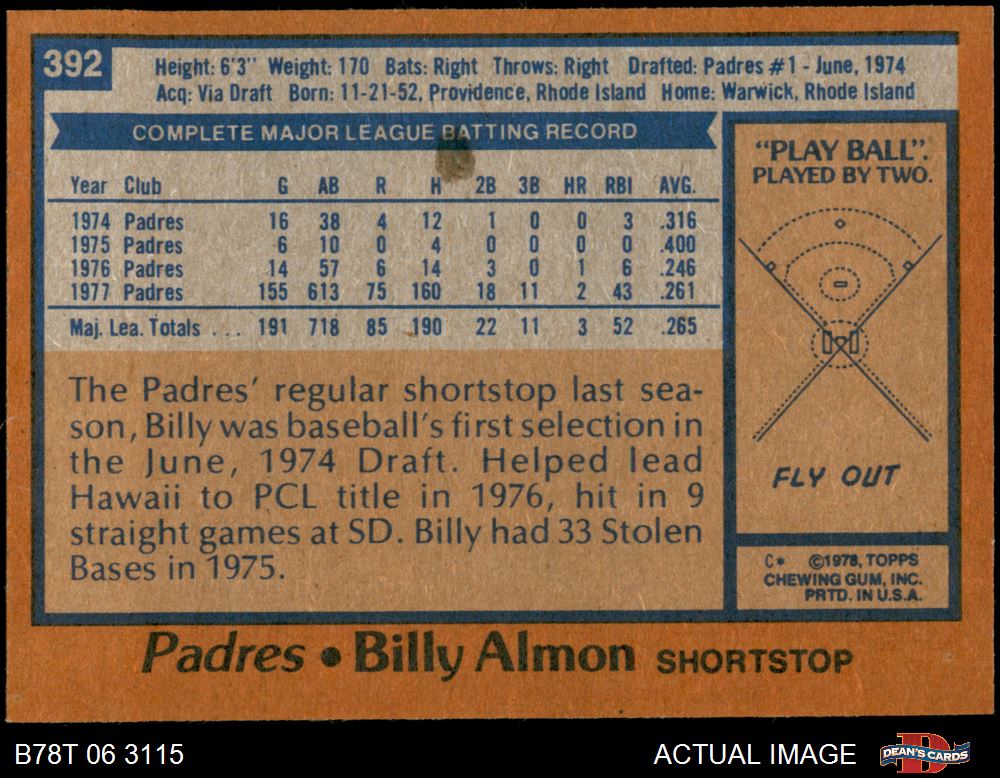 392
Height: 6'3" Weight: 170 Bats: Right Throws: Right Drafted: Padres #1 - June, 1974
Acq: Via Draft Born: 11-21-52, Providence, Rhode Island Home: Warwick, Rhode Island
COMPLETE MAJOR LEAGUE BATTING RECORD
Year Club G AB R H 2B 3B HR RBI AVG.
1974 Padres 16 38 4 12 1 0 0 3 .316
1975 Padres 6 10 0 4 0 0 0 0 .400
1976 Padres 14 57 6 14 3 0 1 6 .246
1977 Padres 155 613 75 160 18 11 2 43 .261
Maj. Lea. Totals ... 191 718 85 190 22 11 3 52 .265
The Padres' regular shortstop last sea-
son, Billy was baseball's first selection in
the June, 1974 Draft. Helped lead
Hawaii to PCL title in 1976, hit in 9
straight games at SD. Billy had 33 Stolen
Bases in 1975.
"PLAY BALL".
PLAYED BY TWO.
FLY OUT
C* ©1978, TOPPS
CHEWING GUM, INC.
PRTD. IN U.S.A.
Padres • Billy Almon SHORTSTOP
B78T 06 3115
ACTUAL IMAGE
D
DEAN'S CARDS